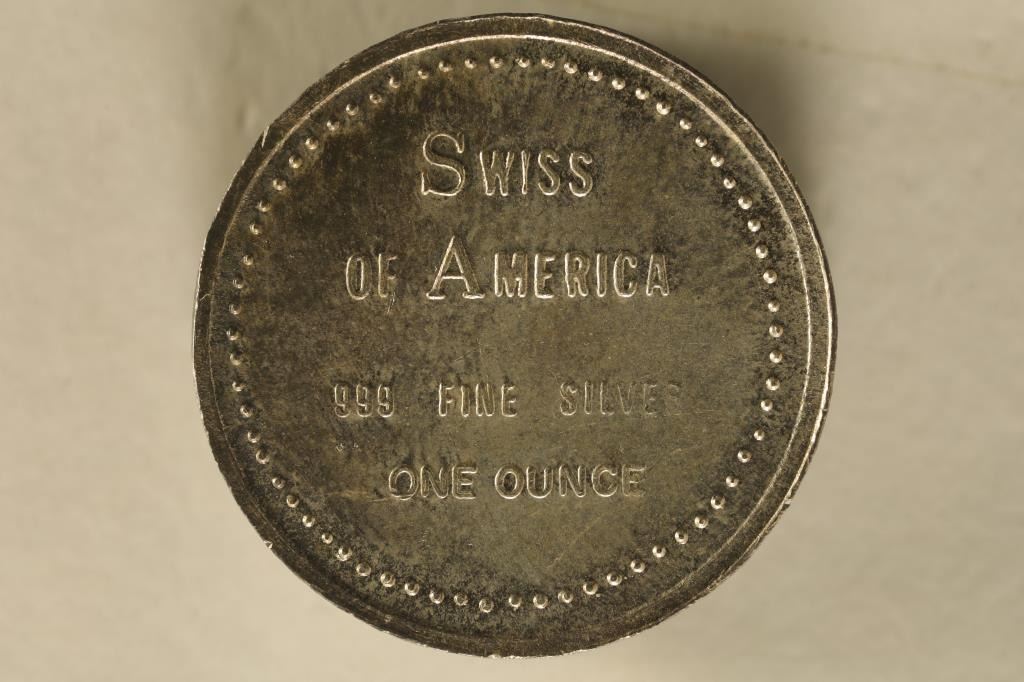 Swiss
of America
999 FINE SILVER
ONE OUNCE